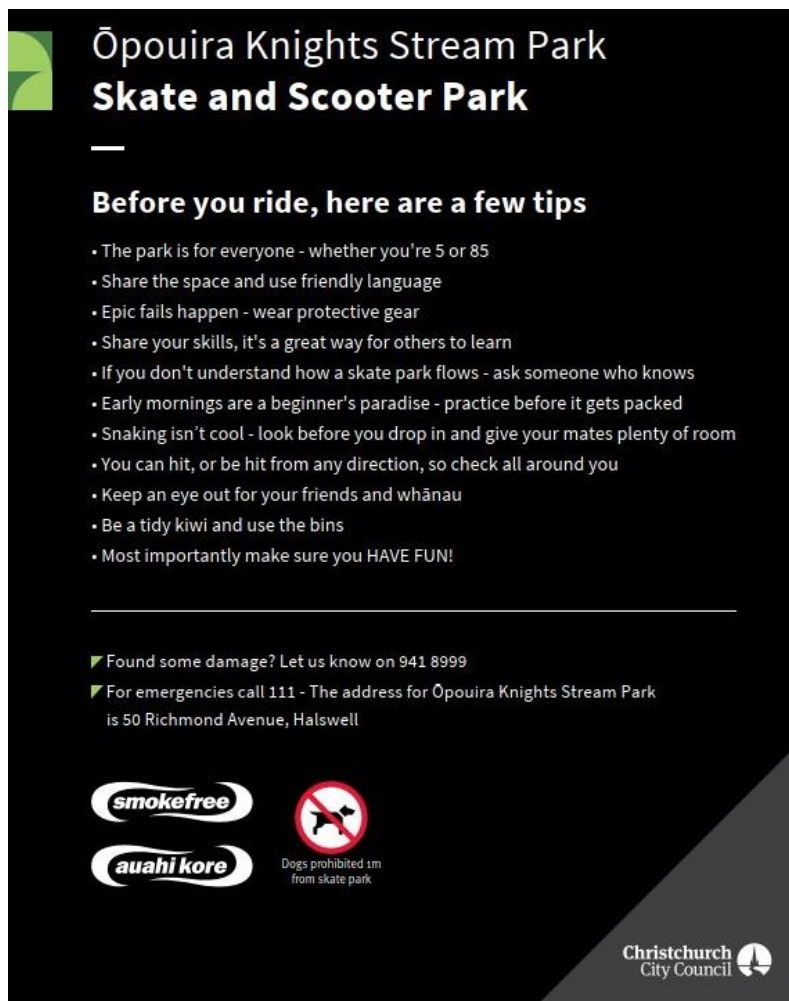 Ōpouira Knights Stream Park
Skate and Scooter Park
Before you ride, here are a few tips
• The park is for everyone - whether you're 5 or 85
• Share the space and use friendly language
• Epic fails happen - wear protective gear
• Share your skills, it's a great way for others to learn
• If you don't understand how a skate park flows - ask someone who knows
• Early mornings are a beginner's paradise - practice before it gets packed
• Snaking isn’t cool - look before you drop in and give your mates plenty of room
• You can hit, or be hit from any direction, so check all around you
• Keep an eye out for your friends and whānau
• Be a tidy kiwi and use the bins
• Most importantly make sure you HAVE FUN!
Found some damage? Let us know on 941 8999
For emergencies call 111 - The address for Ōpouira Knights Stream Park
is 50 Richmond Avenue, Halswell
smokefree
auahi kore
Dogs prohibited 1m
from skate park
Christchurch
City Council